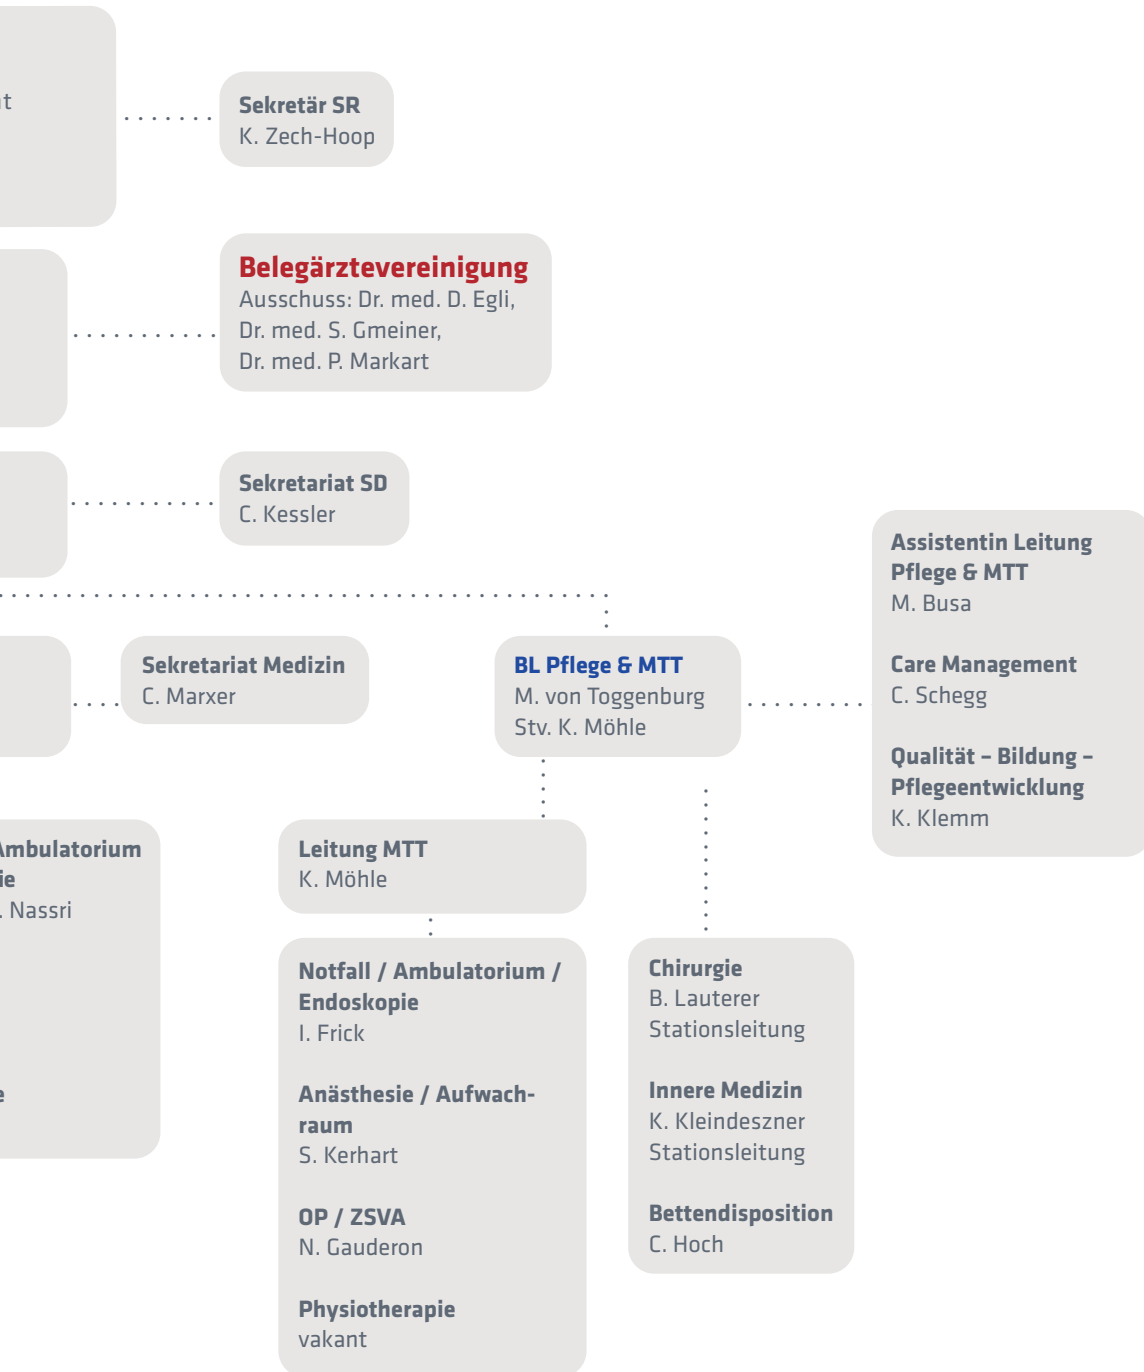 Sekretär SR
K. Zech-Hoop
Belegärztevereinigung
Ausschuss: Dr. med. D. Egli,
Dr. med. S. Gmeiner,
Dr. med. P. Markart
Sekretariat SD
C. Kessler
Sekretariat Medizin
C. Marxer
BL Pflege & MTT
M. von Toggenburg
Stv. K. Möhle
Assistentin Leitung
Pflege & MTT
M. Busa
Care Management
C. Schegg
Qualität – Bildung –
Pflegeentwicklung
K. Klemm
Ambulatorium
. Nassri
Leitung MTT
K. Möhle
Notfall / Ambulatorium /
Endoskopie
I. Frick
Anästhesie / Aufwach-
raum
S. Kerhart
OP / ZSVA
N. Gauderon
Physiotherapie
vakant
Chirurgie
B. Lauterer
Stationsleitung
Innere Medizin
K. Kleindeszner
Stationsleitung
Bettendisposition
C. Hoch